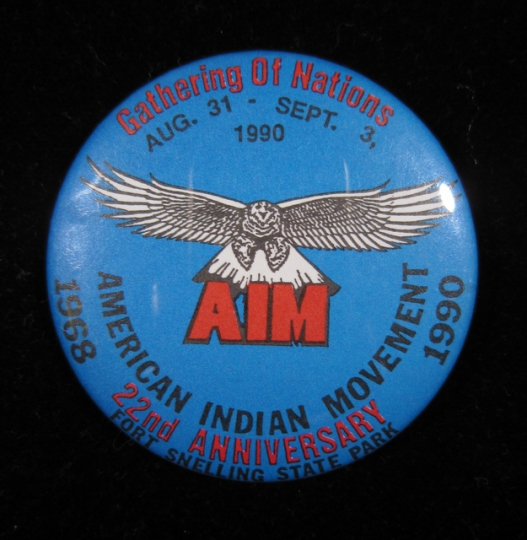 Gathering Of Nations
AUG. 31 - SEPT. 3,
1990
AIM
1968
AMERICAN INDIAN MOVEMENT
1990
22nd ANNIVERSARY
FORT SNELLING STATE PARK